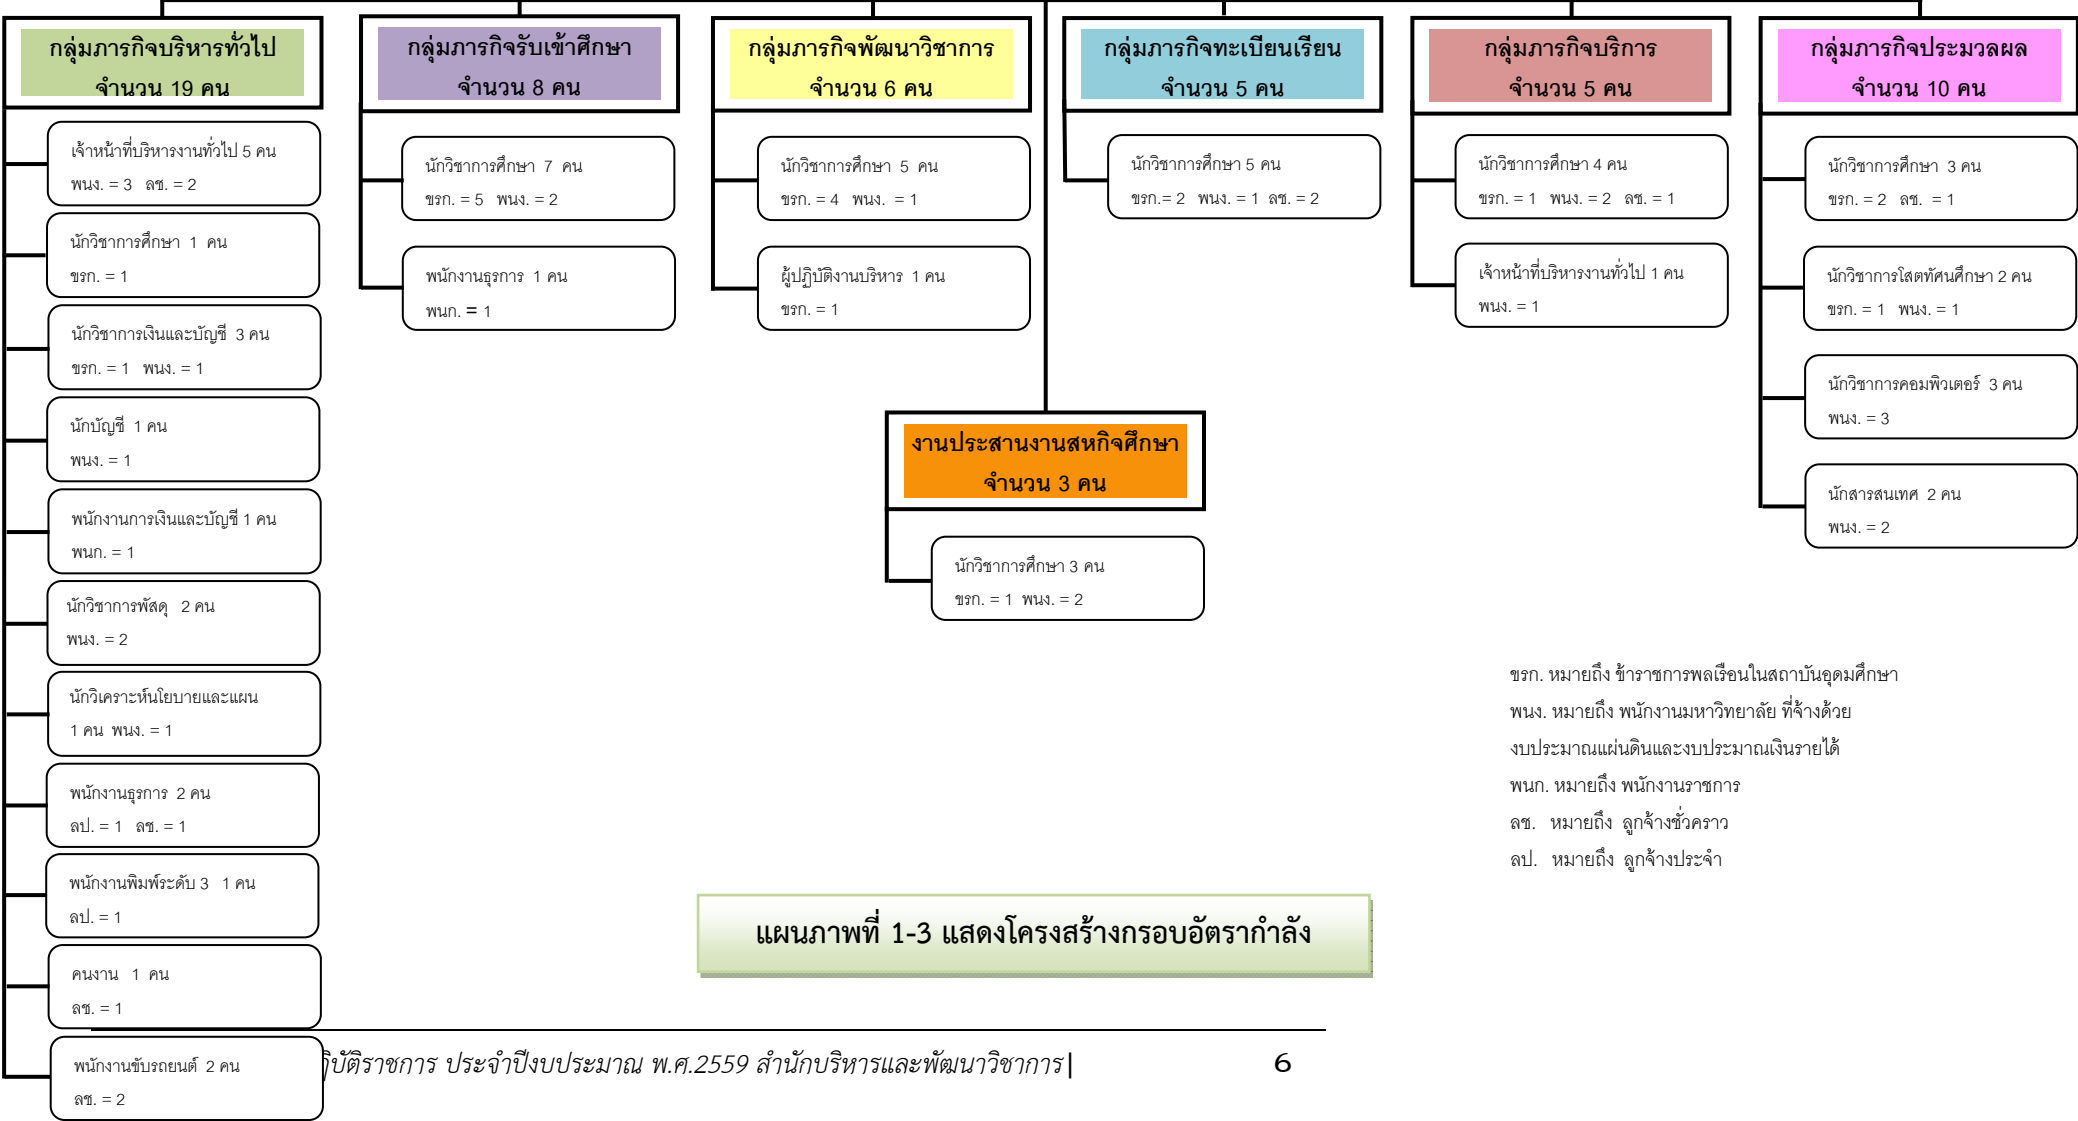 กลุ่มภารกิจบริหารทั่วไป
จำนวน 19 คน
เจ้าหน้าที่บริหารงานทั่วไป 5 คน
พนง. = 3 ลช. = 2
นักวิชาการศึกษา 1 คน
ขรก. = 1
นักวิชาการเงินและบัญชี 3 คน
ขรก. = 1 พนง. = 1
นักบัญชี 1 คน
พนง. = 1
พนักงานการเงินและบัญชี 1 คน
พนก. = 1
นักวิชาการพัสดุ 2 คน
พนง. = 2
นักวิเคราะห์นโยบายและแผน
1 คน พนง. = 1
พนักงานธุรการ 2 คน
ลป. = 1 ลช. = 1
พนักงานพิมพ์ระดับ 3 1 คน
ลป. = 1
คนงาน 1 คน
ลช. = 1
พนักงานขับรถยนต์ 2 คน
ลช. = 2
กลุ่มภารกิจรับเข้าศึกษา
จำนวน 8 คน
นักวิชาการศึกษา 7 คน
ขรก. = 5 พนง. = 2
พนักงานธุรการ 1 คน
พนก. = 1
กลุ่มภารกิจพัฒนาวิชาการ
จำนวน 6 คน
นักวิชาการศึกษา 5 คน
ขรก. = 4 พนง. = 1
ผู้ปฏิบัติงานบริหาร 1 คน
ขรก. = 1
กลุ่มภารกิจทะเบียนเรียน
จำนวน 5 คน
นักวิชาการศึกษา 5 คน
ขรก.= 2 พนง. = 1 ลช. = 2
กลุ่มภารกิจบริการ
จำนวน 5 คน
นักวิชาการศึกษา 4 คน
ขรก. = 1 พนง. = 2 ลช. = 1
เจ้าหน้าที่บริหารงานทั่วไป 1 คน
พนง. = 1
กลุ่มภารกิจประมวลผล
จำนวน 10 คน
นักวิชาการศึกษา 3 คน
ขรก. = 2 ลช. = 1
นักวิชาการโสตทัศนศึกษา 2 คน
ขรก. = 1 พนง. = 1
นักวิชาการคอมพิวเตอร์ 3 คน
พนง. = 3
นักสารสนเทศ 2 คน
พนง. = 2
งานประสานงานสหกิจศึกษา
จำนวน 3 คน
นักวิชาการศึกษา 3 คน
ขรก. = 1 พนง. = 2
ขรก. หมายถึง ข้าราชการพลเรือนในสถาบันอุดมศึกษา
พนง. หมายถึง พนักงานมหาวิทยาลัย ที่จ้างด้วย
งบประมาณแผ่นดินและงบประมาณเงินรายได้
พนก. หมายถึง พนักงานราชการ
ลช. หมายถึง ลูกจ้างชั่วคราว
ลป. หมายถึง ลูกจ้างประจำ
แผนภาพที่ 1-3 แสดงโครงสร้างกรอบอัตรากำลัง
ประจำปีงบประมาณ พ.ศ.2559 สำนักบริหารและพัฒนาวิชาการ| 6